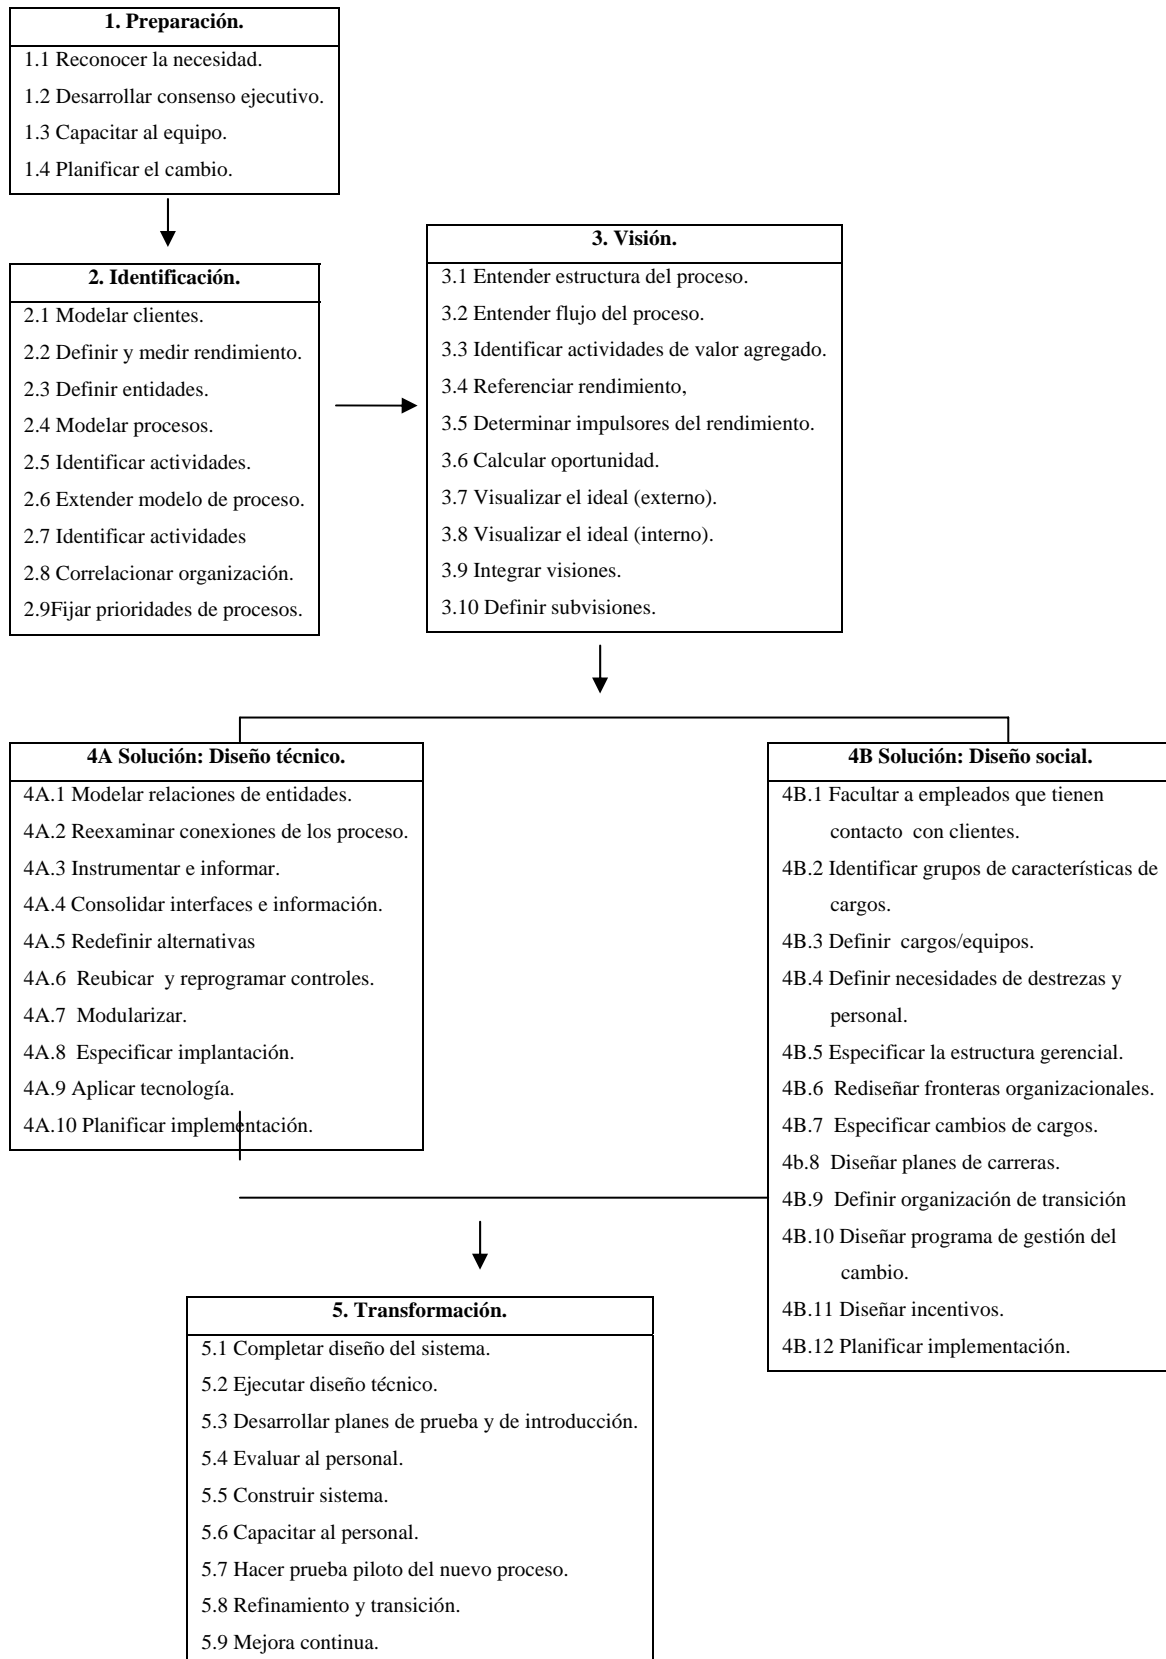 1. Preparación.
1.1 Reconocer la necesidad.
1.2 Desarrollar consenso ejecutivo.
1.3 Capacitar al equipo.
1.4 Planificar el cambio.
2. Identificación.
2.1 Modelar clientes.
2.2 Definir y medir rendimiento.
2.3 Definir entidades.
2.4 Modelar procesos.
2.5 Identificar actividades.
2.6 Extender modelo de proceso.
2.7 Identificar actividades
2.8 Correlacionar organización.
2.9Fijar prioridades de procesos.
3. Visión.
3.1 Entender estructura del proceso.
3.2 Entender flujo del proceso.
3.3 Identificar actividades de valor agregado.
3.4 Referenciar rendimiento,
3.5 Determinar impulsores del rendimiento.
3.6 Calcular oportunidad.
3.7 Visualizar el ideal (externo).
3.8 Visualizar el ideal (interno).
3.9 Integrar visiones.
3.10 Definir subvisiones.
4A Solución: Diseño técnico.
4A.1 Modelar relaciones de entidades.
4A.2 Reexaminar conexiones de los proceso.
4A.3 Instrumentar e informar.
4A.4 Consolidar interfaces e información.
4A.5 Redefinir alternativas
4A.6 Reubicar y reprogramar controles.
4A.7 Modularizar.
4A.8 Especificar implantación.
4A.9 Aplicar tecnología.
4A.10 Planificar implementación.
4B Solución: Diseño social.
4B.1 Facultar a empleados que tienen
contacto con clientes.
4B.2 Identificar grupos de características de
cargos.
4B.3 Definir cargos/equipos.
4B.4 Definir necesidades de destrezas y
personal.
4B.5 Especificar la estructura gerencial.
4B.6 Rediseñar fronteras organizacionales.
4B.7 Especificar cambios de cargos.
4b.8 Diseñar planes de carreras.
4B.9 Definir organización de transición
4B.10 Diseñar programa de gestión del
cambio.
4B.11 Diseñar incentivos.
4B.12 Planificar implementación.
5. Transformación.
5.1 Completar diseño del sistema.
5.2 Ejecutar diseño técnico.
5.3 Desarrollar planes de prueba y de introducción.
5.4 Evaluar al personal.
5.5 Construir sistema.
5.6 Capacitar al personal.
5.7 Hacer prueba piloto del nuevo proceso.
5.8 Refinamiento y transición.
5.9 Mejora continua.